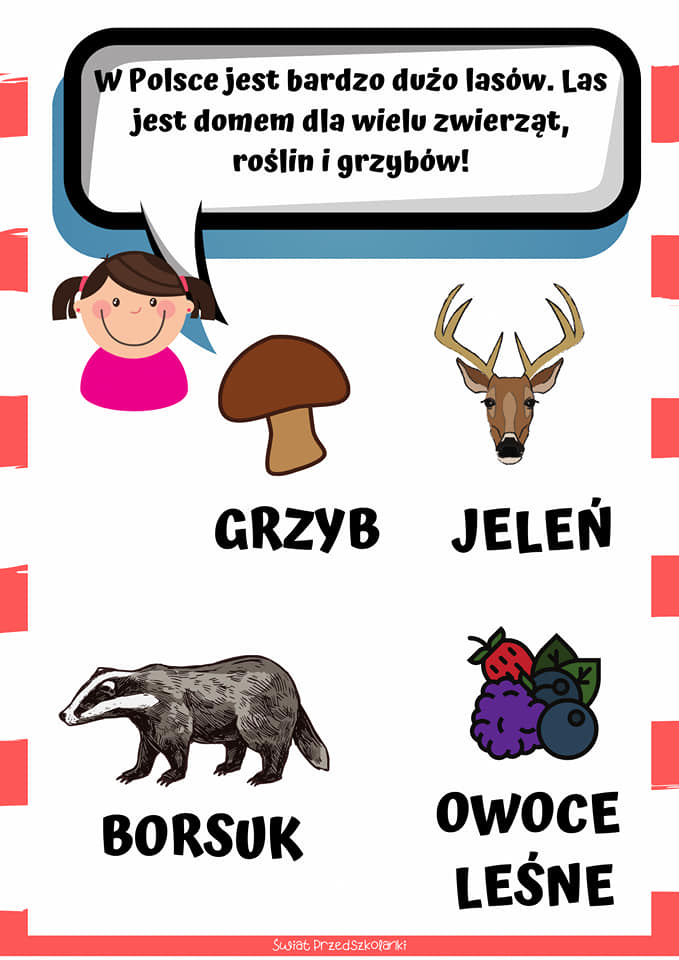 W Polsce jest bardzo dużo lasów. Las
jest domem dla wielu zwierząt,
roślin i grzybów!
GRZYB
JELEŃ
BORSUK
OWOCE
LEŚNE
Świat Przedszkolanki